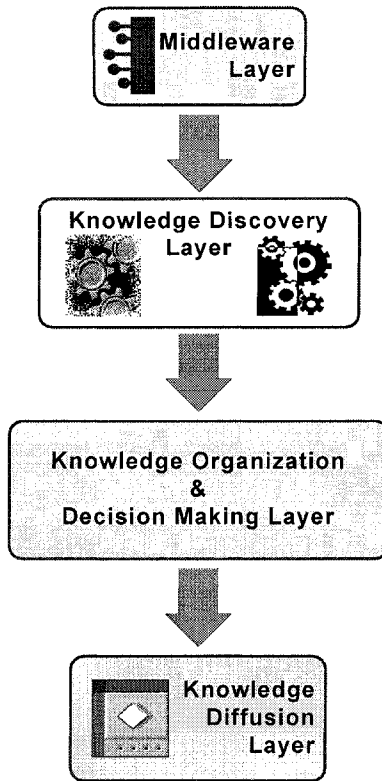 Middleware
Layer
Knowledge Discovery
Layer
Knowledge Organization
&
Decision Making Layer
Knowledge
Diffusion
Layer